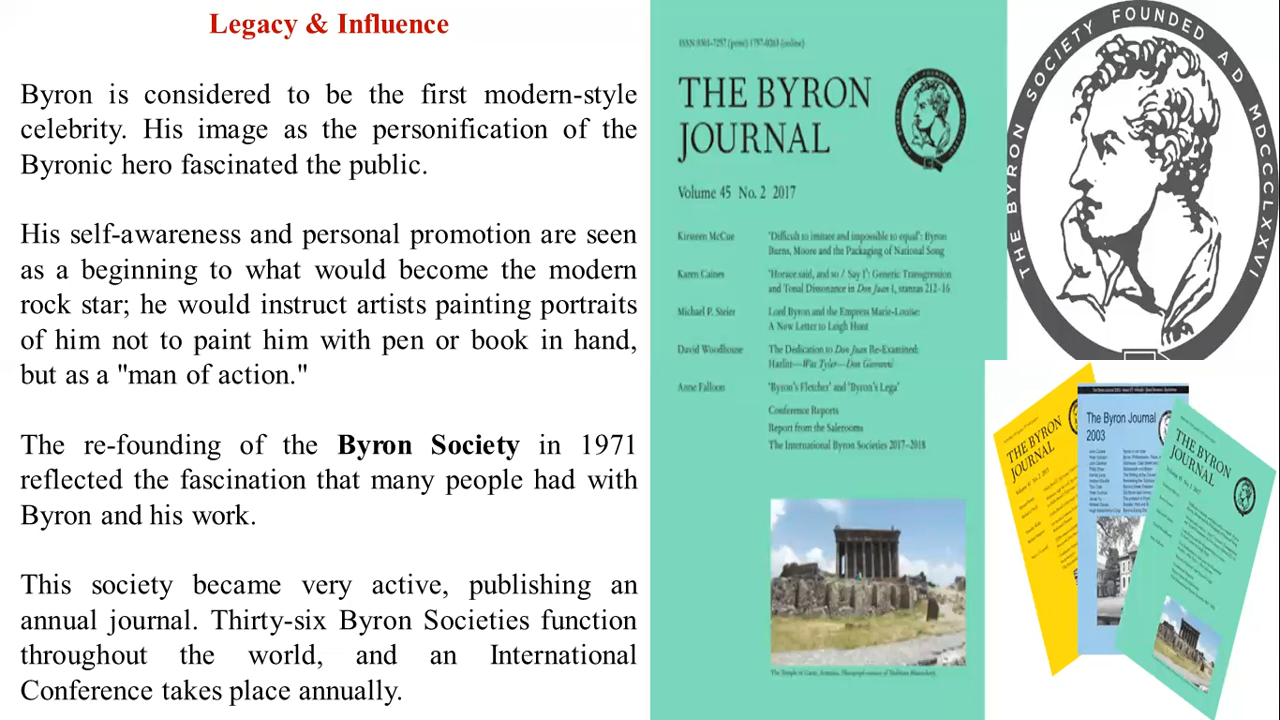 Legacy & Influence
Byron is considered to be the first modern-style
celebrity. His image as the personification of the
Byronic hero fascinated the public.
His self-awareness and personal promotion are seen
as a beginning to what would become the modern
rock star; he would instruct artists painting portraits
of him not to paint him with pen or book in hand,
but as a "man of action."
The re-founding of the Byron Society in 1971
reflected the fascination that many people had with
Byron and his work.
This society became very active, publishing an
annual journal. Thirty-six Byron Societies function
throughout the world, and an International
Conference takes place annually.
THE BYRON
JOURNAL
Volume 45 No. 2 2017
Kirsteen McCue
'Difficult to imitate and impossible to equal': Byron
Burns, Moore and the Packaging of National Song
Karen Caines
'Horace said, and so / Say I': Generic Transgression
and Tonal Dissonance in Don Juan I, stanzas 212–16
Michael P. Steier
Lord Byron and the Empress Marie-Louise:
A New Letter to Leigh Hunt
David Woodhouse
The Dedication to Don Juan Re-Examined:
Hazlitt—Wat Tyler—Don Giovanni
Anne Falloon
'Byron's Fletcher' and 'Byron's Lega'
Conference Reports
Report from the Salerooms
The International Byron Societies 2017–2018
THE BYRON SOCIETY FOUNDED A D MDCCCLXXVI
THE BYRON
JOURNAL
The Byron Journal
2003
THE BYRON
JOURNAL